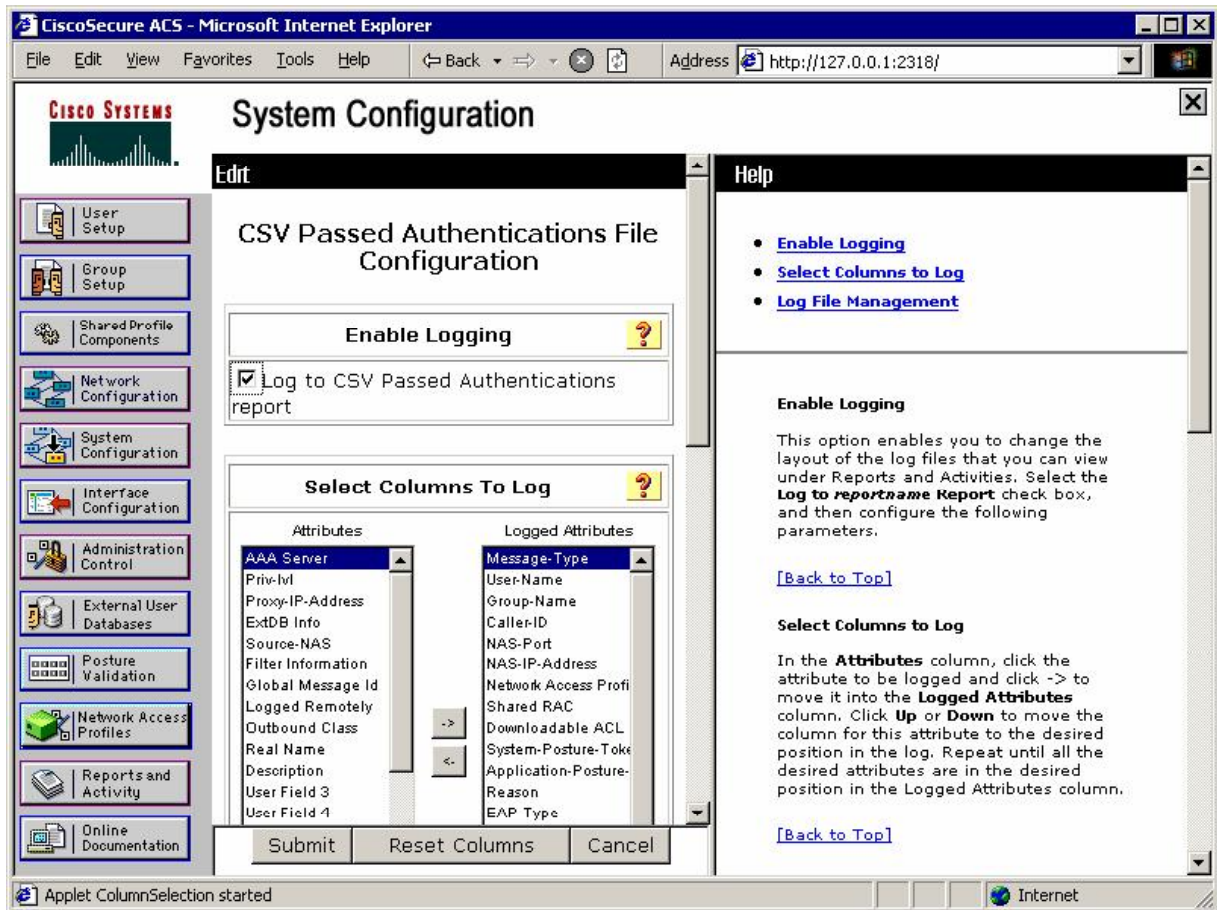 CiscoSecure ACS - Microsoft Internet Explorer
File Edit View Favorites Tools Help Back Address http://127.0.0.1:2318/
CISCO SYSTEMS
System Configuration
User
Setup
Group
Setup
Shared Profile
Components
Network
Configuration
System
Configuration
Interface
Configuration
Administration
Control
External User
Databases
Posture
Validation
Network Access
Profiles
Reports and
Activity
Online
Documentation
Edit
CSV Passed Authentications File
Configuration
Enable Logging
?
Log to CSV Passed Authentications
report
Select Columns To Log
?
Attributes
AAA Server
Priv-lvl
Proxy-IP-Address
ExtDB Info
Source-NAS
Filter Information
Global Message Id
Logged Remotely
Outbound Class
Real Name
Description
User Field 3
User Field 4
->
<-
Logged Attributes
Message-Type
User-Name
Group-Name
Caller-ID
NAS-Port
NAS-IP-Address
Network Access Profi
Shared RAC
Downloadable ACL
System-Posture-Toke
Application-Posture-
Reason
EAP Type
Submit
Reset Columns
Cancel
Help
Enable Logging
Select Columns to Log
Log File Management
Enable Logging
This option enables you to change the
layout of the log files that you can view
under Reports and Activities. Select the
Log to reportname Report check box,
and then configure the following
parameters.
[Back to Top]
Select Columns to Log
In the Attributes column, click the
attribute to be logged and click -> to
move it into the Logged Attributes
column. Click Up or Down to move the
column for this attribute to the desired
position in the log. Repeat until all the
desired attributes are in the desired
position in the Logged Attributes column.
[Back to Top]
Applet ColumnSelection started
Internet